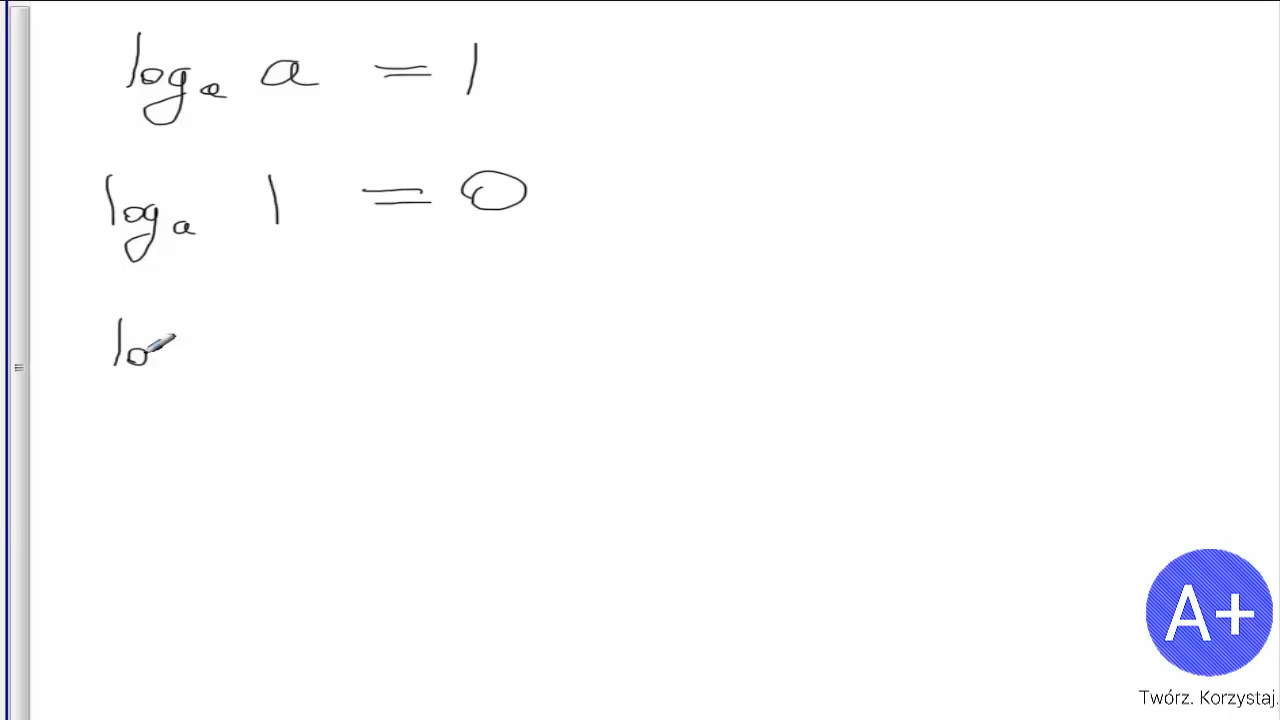 logₐ a = 1
logₐ 1 = 0
lo
A+
Twórz. Korzystaj.